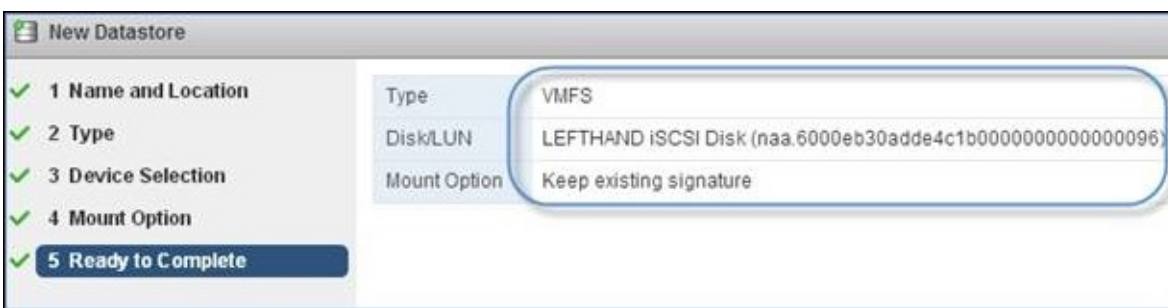 New Datastore
1 Name and Location
2 Type
3 Device Selection
4 Mount Option
5 Ready to Complete
Type VMFS
Disk/LUN LEFTHAND iSCSI Disk (naa.6000eb30adde4c1b0000000000000096)
Mount Option Keep existing signature